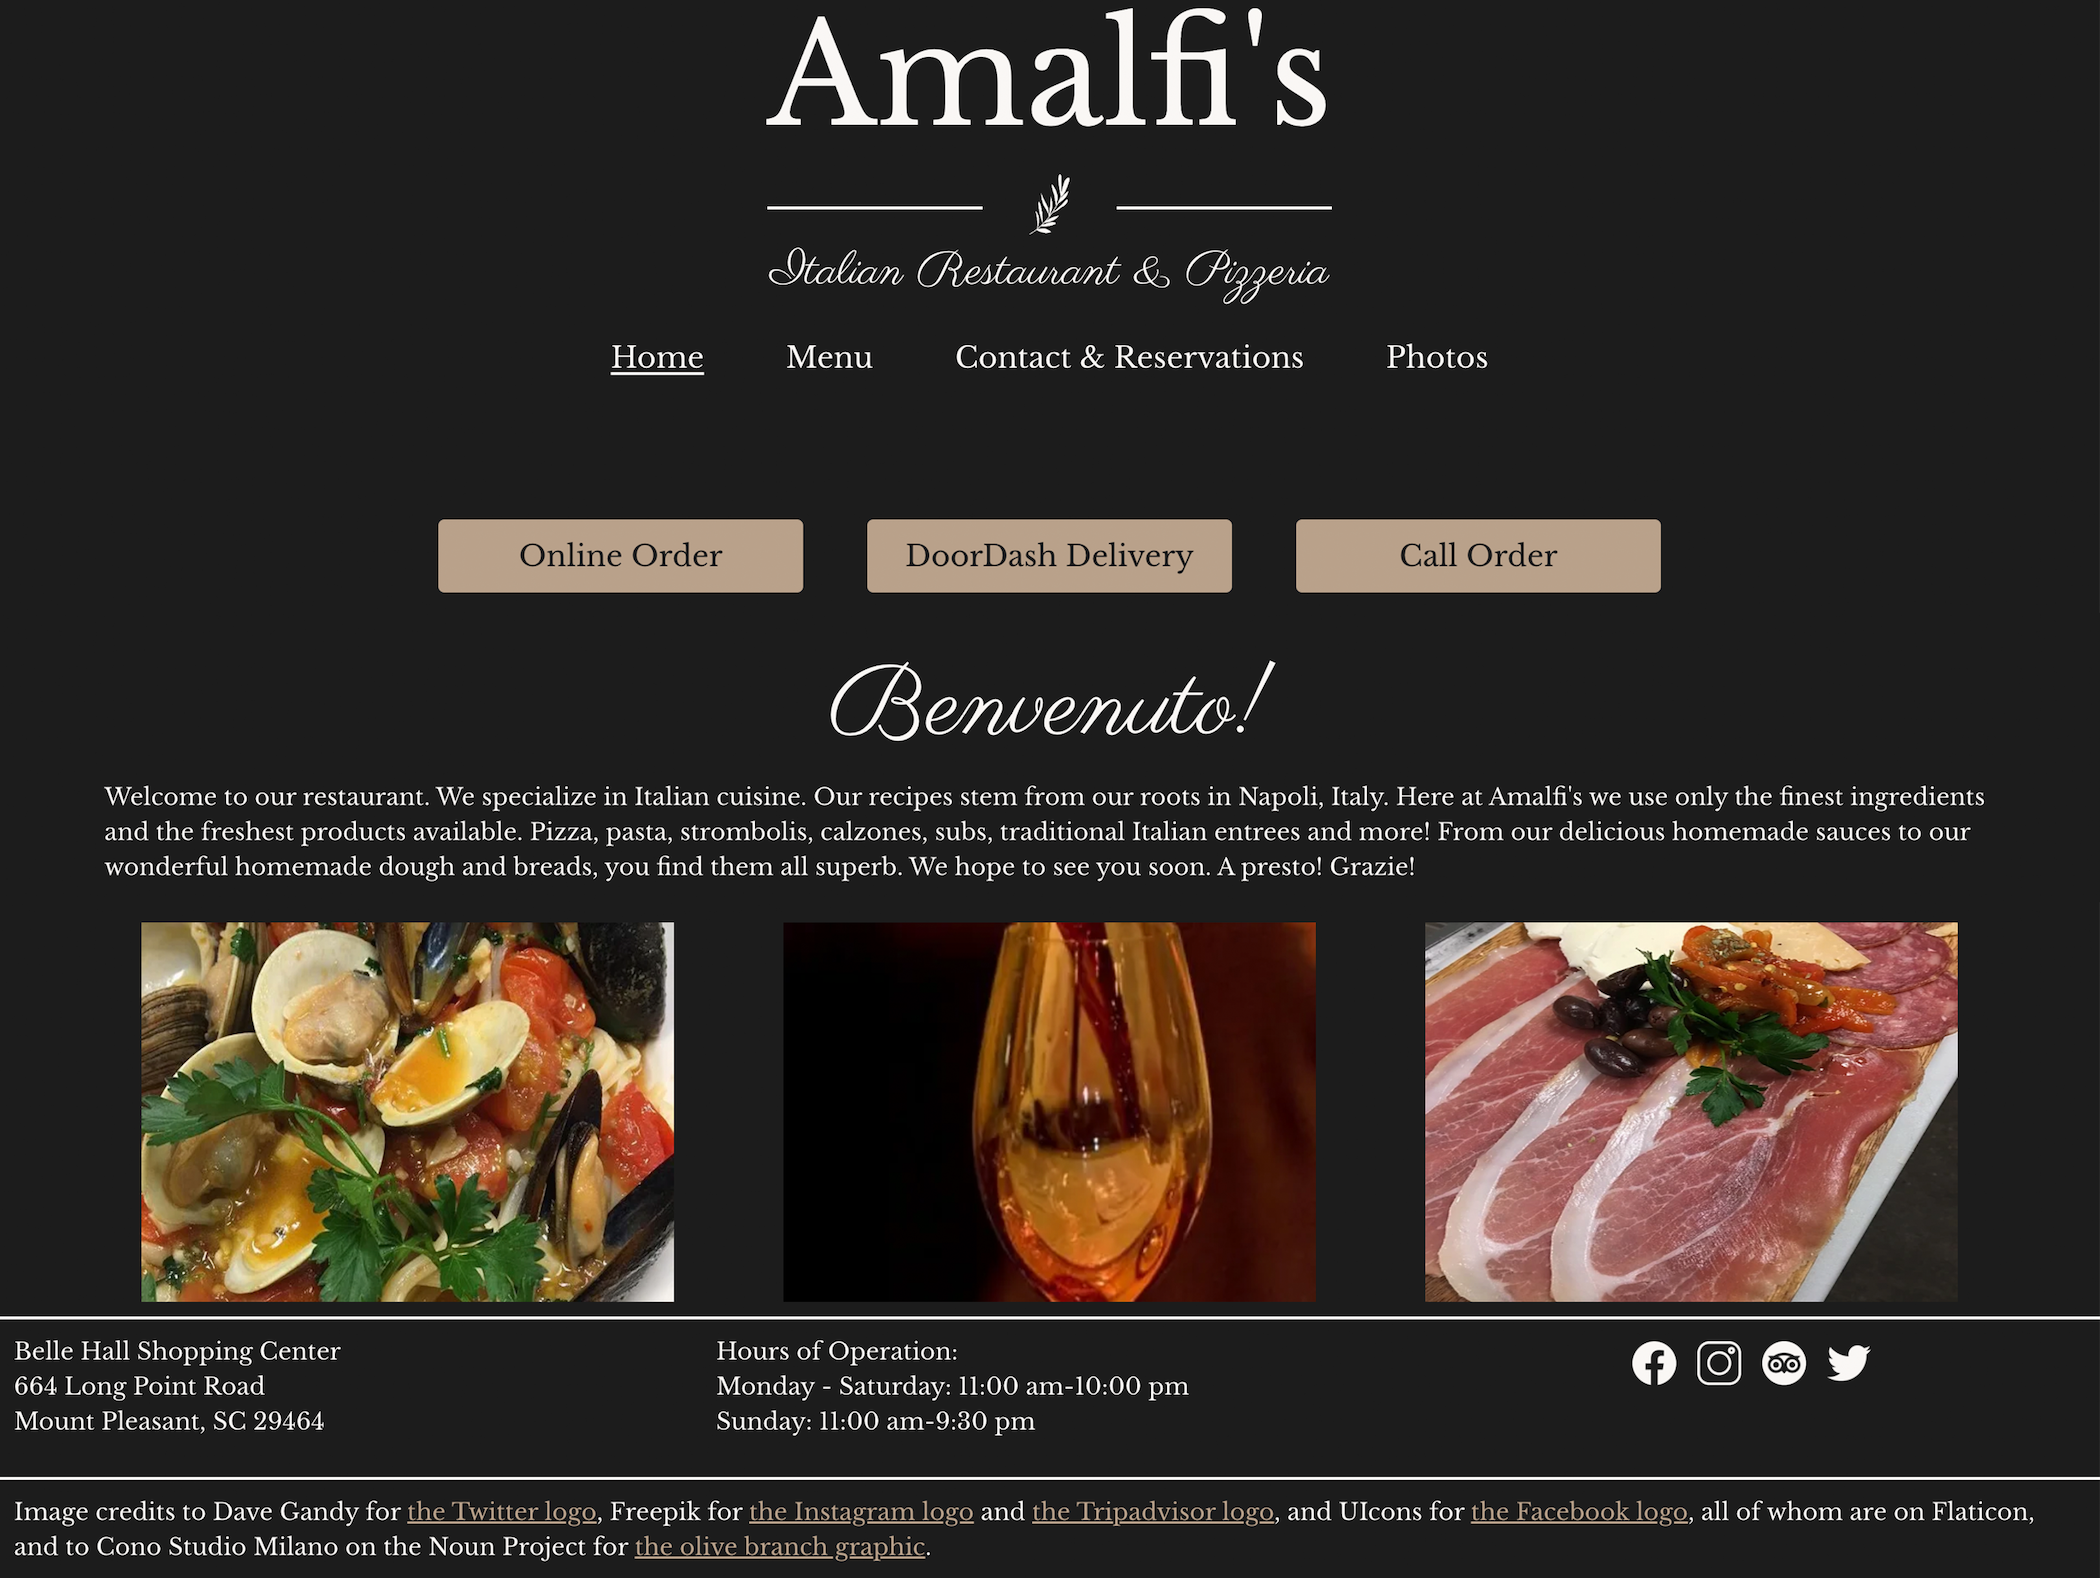 Amalfi's
Italian Restaurant & Pizzeria
Home Menu Contact & Reservations Photos
Online Order DoorDash Delivery Call Order
Benvenuto!
Welcome to our restaurant. We specialize in Italian cuisine. Our recipes stem from our roots in Napoli, Italy. Here at Amalfi's we use only the finest ingredients
and the freshest products available. Pizza, pasta, strombolis, calzones, subs, traditional Italian entrees and more! From our delicious homemade sauces to our
wonderful homemade dough and breads, you find them all superb. We hope to see you soon. A presto! Grazie!
Belle Hall Shopping Center
664 Long Point Road
Mount Pleasant, SC 29464
Hours of Operation:
Monday - Saturday: 11:00 am-10:00 pm
Sunday: 11:00 am-9:30 pm
Image credits to Dave Gandy for the Twitter logo, Freepik for the Instagram logo and the Tripadvisor logo, and UIcons for the Facebook logo, all of whom are on Flaticon,
and to Cono Studio Milano on the Noun Project for the olive branch graphic.